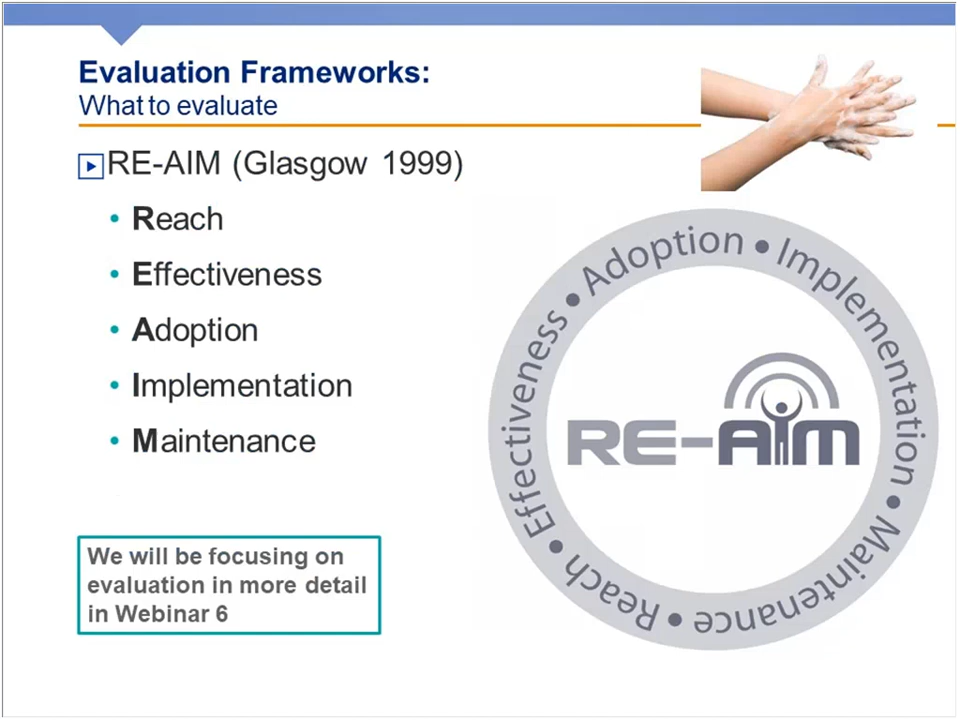 Evaluation Frameworks:
What to evaluate
RE-AIM (Glasgow 1999)
• Reach
• Effectiveness
• Adoption
• Implementation
• Maintenance
We will be focusing on
evaluation in more detail
in Webinar 6
Reach • Effectiveness • Adoption • Implementation • Maintenance •
RE-AIM